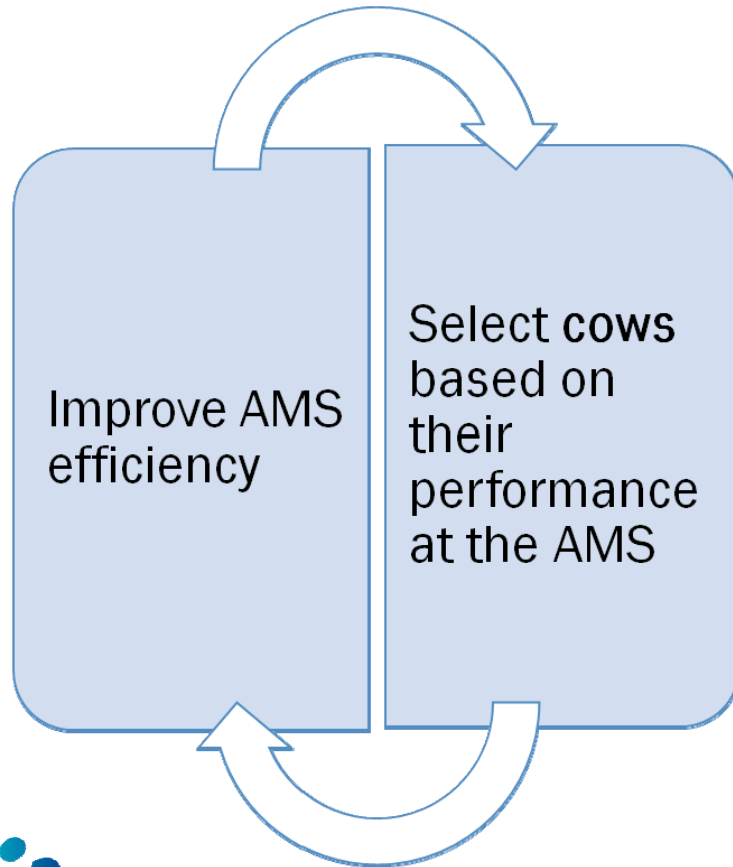 Improve AMS
efficiency
Select cows
based on
their
performance
at the AMS